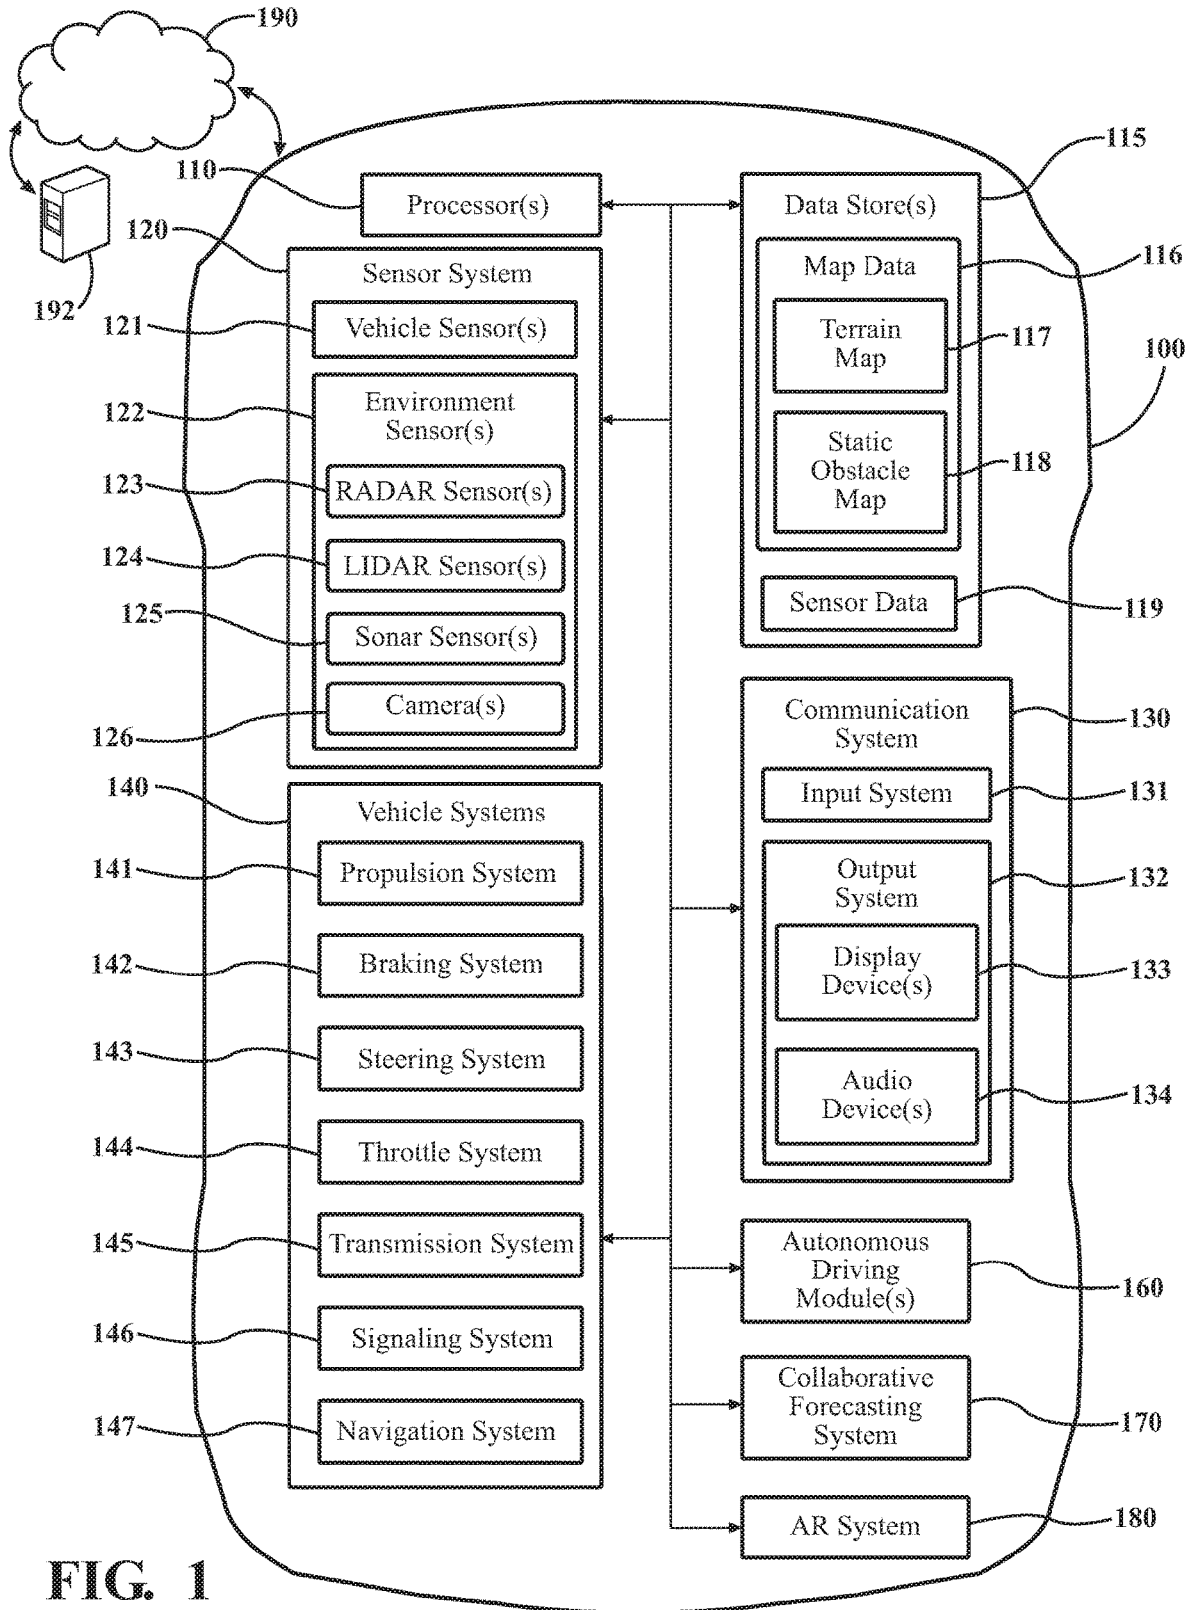 190
192
110
Processor(s)
120
Sensor System
121
Vehicle Sensor(s)
122
Environment
Sensor(s)
123
RADAR Sensor(s)
124
LIDAR Sensor(s)
125
Sonar Sensor(s)
126
Camera(s)
140
Vehicle Systems
141
Propulsion System
142
Braking System
143
Steering System
144
Throttle System
145
Transmission System
146
Signaling System
147
Navigation System
115
Data Store(s)
116
Map Data
Terrain
Map
117
100
Static
Obstacle
Map
118
Sensor Data
119
Communication
System
130
Input System
131
Output
System
132
Display
Device(s)
133
Audio
Device(s)
134
Autonomous
Driving
Module(s)
160
Collaborative
Forecasting
System
170
AR System
180
FIG. 1